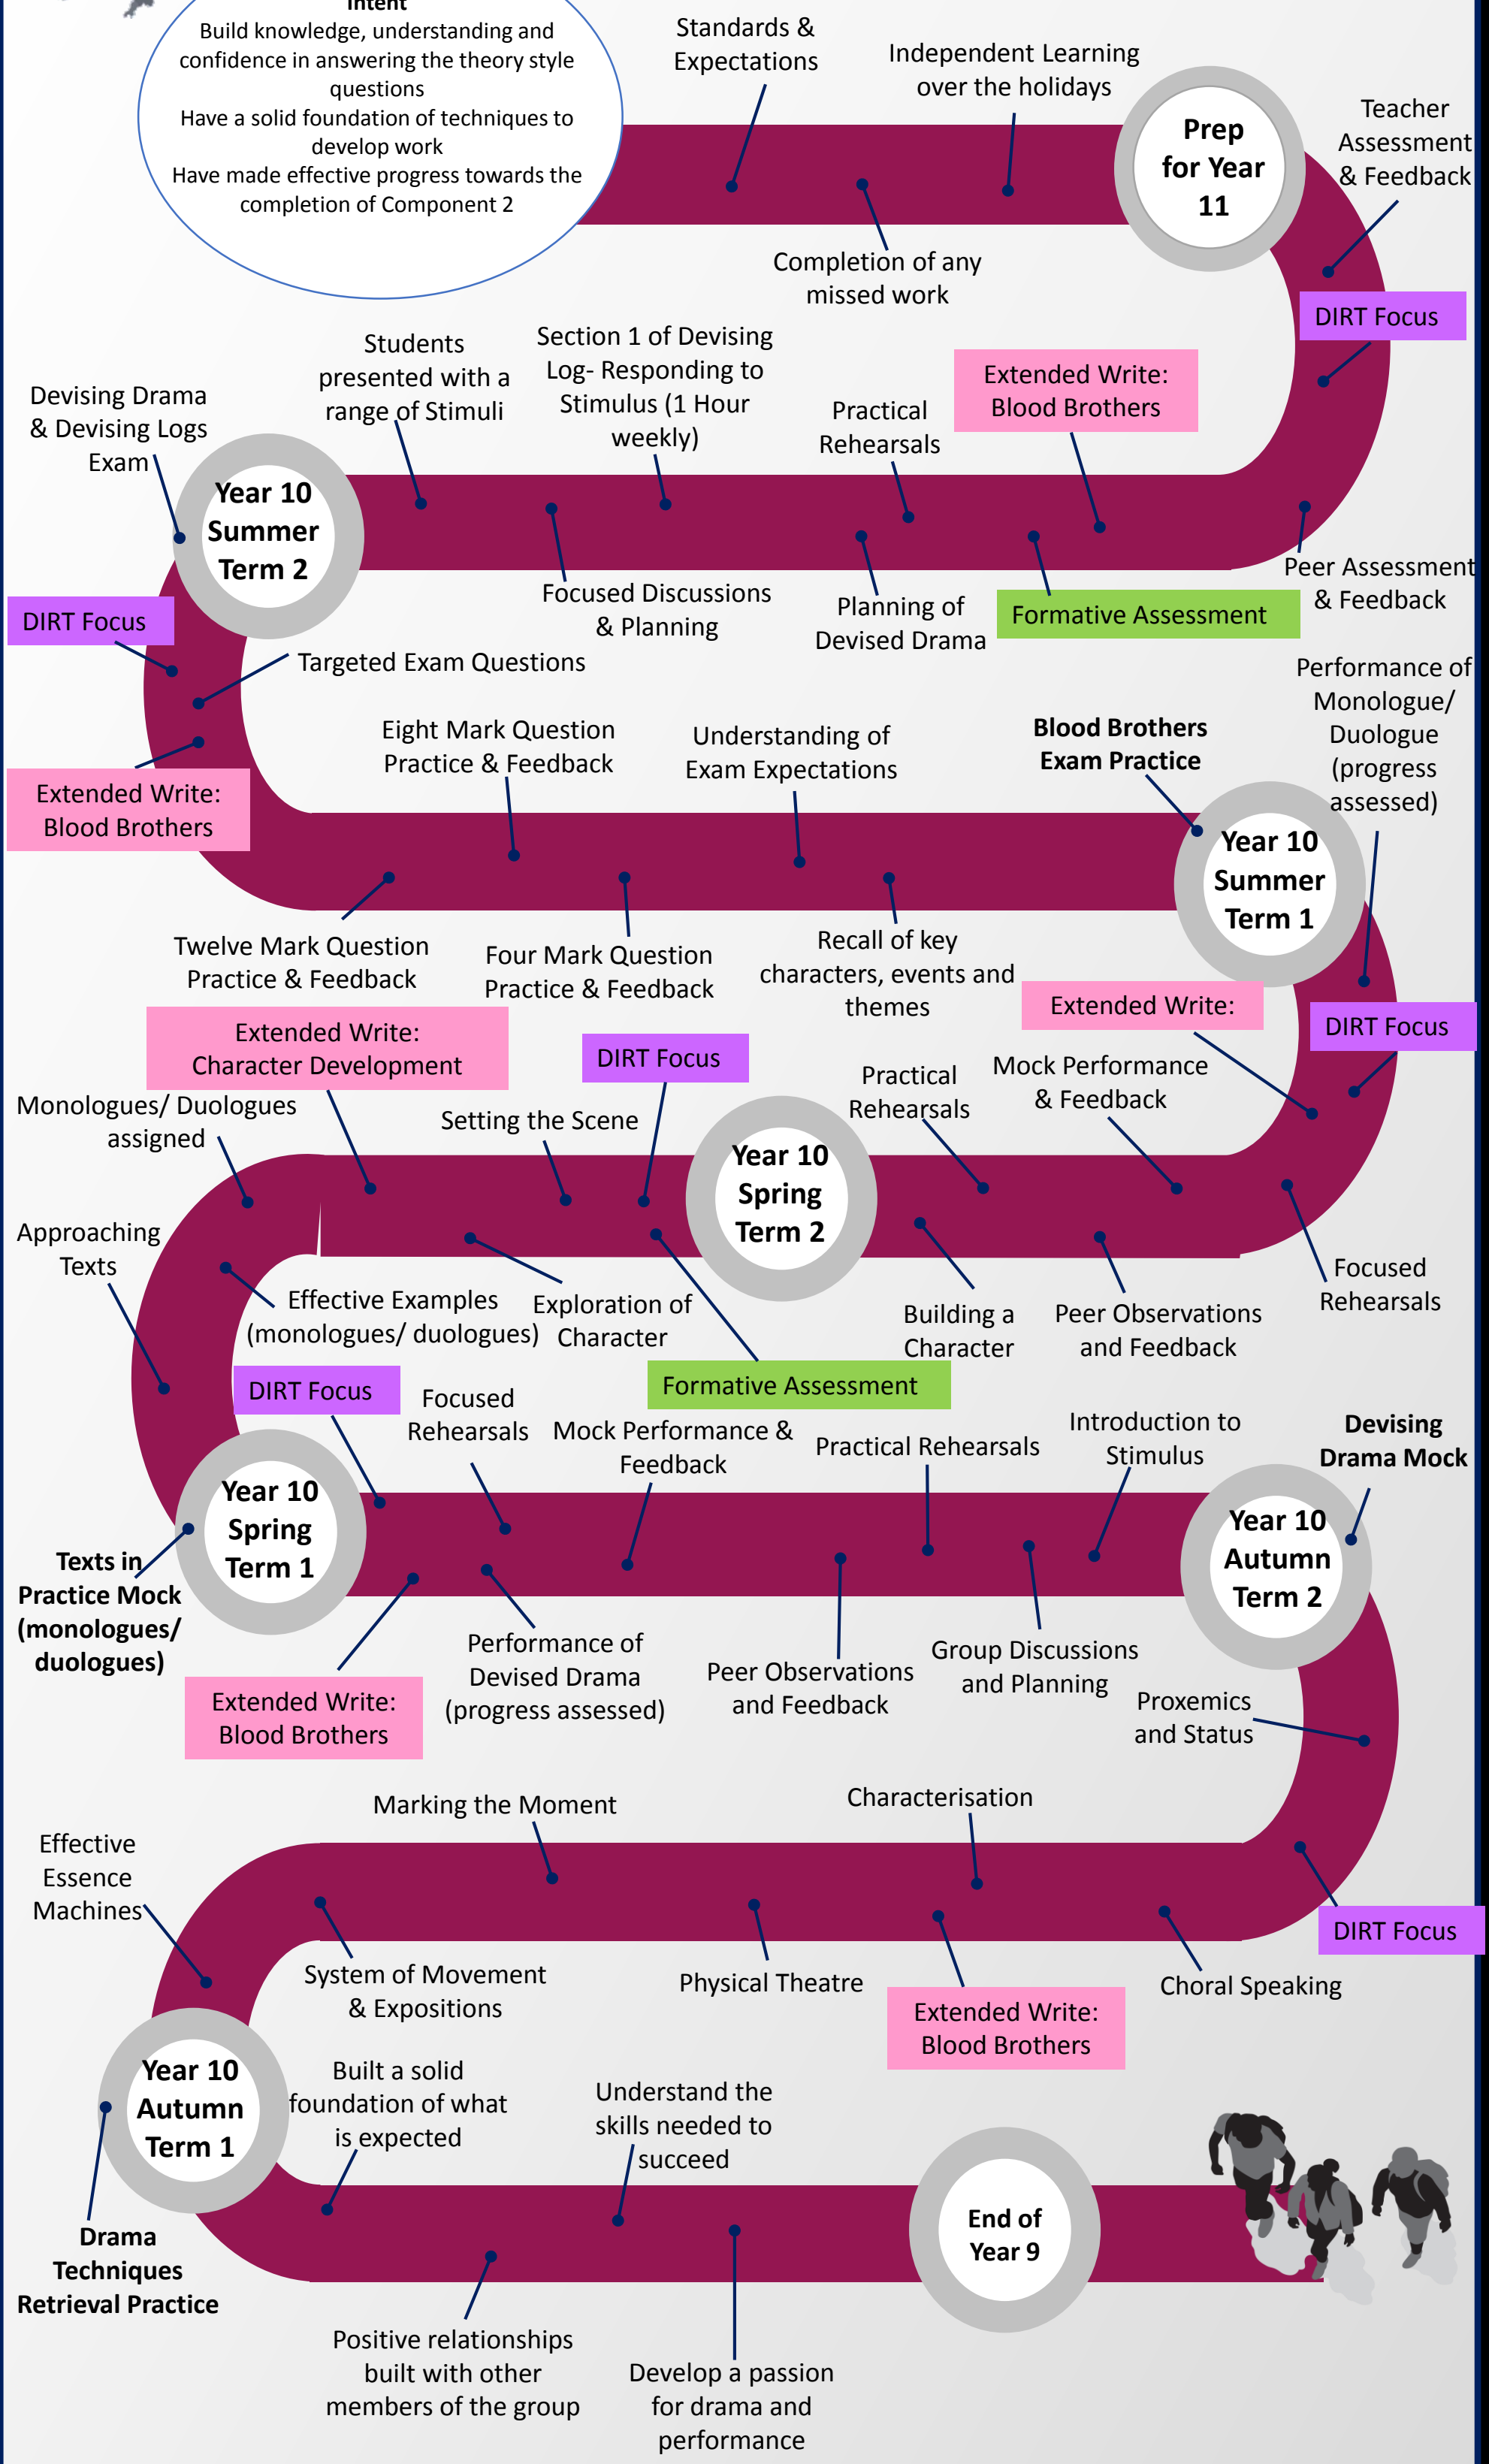 Intent
Build knowledge, understanding and
confidence in answering the theory style
questions
Have a solid foundation of techniques to
develop work
Have made effective progress towards the
completion of Component 2
Standards &
Expectations
Independent Learning
over the holidays
Prep
for Year
11
Teacher
Assessment
& Feedback
Completion of any
missed work
DIRT Focus
Devising Drama
& Devising Logs
Exam
Students
presented with a
range of Stimuli
Section 1 of Devising
Log- Responding to
Stimulus (1 Hour
weekly)
Practical
Rehearsals
Extended Write:
Blood Brothers
Year 10
Summer
Term 2
Focused Discussions
& Planning
Planning of
Devised Drama
Formative Assessment
Peer Assessment
& Feedback
DIRT Focus
Targeted Exam Questions
Extended Write:
Blood Brothers
Eight Mark Question
Practice & Feedback
Understanding of
Exam Expectations
Blood Brothers
Exam Practice
Performance of
Monologue/
Duologue
(progress
assessed)
Year 10
Summer
Term 1
Twelve Mark Question
Practice & Feedback
Four Mark Question
Practice & Feedback
Recall of key
characters, events and
themes
Extended Write:
DIRT Focus
Extended Write:
Character Development
DIRT Focus
Monologues/ Duologues
assigned
Setting the Scene
Practical
Rehearsals
Mock Performance
& Feedback
Year 10
Spring
Term 2
Approaching
Texts
Effective Examples
(monologues/ duologues)
Exploration of
Character
Building a
Character
Peer Observations
and Feedback
Focused
Rehearsals
Formative Assessment
DIRT Focus
Focused
Rehearsals
Mock Performance &
Feedback
Practical Rehearsals
Introduction to
Stimulus
Devising
Drama Mock
Year 10
Spring
Term 1
Year 10
Autumn
Term 2
Texts in
Practice Mock
(monologues/
duologues)
Extended Write:
Blood Brothers
Performance of
Devised Drama
(progress assessed)
Peer Observations
and Feedback
Group Discussions
and Planning
Proxemics
and Status
Marking the Moment
Characterisation
Effective
Essence
Machines
System of Movement
& Expositions
Physical Theatre
Extended Write:
Blood Brothers
Choral Speaking
DIRT Focus
Year 10
Autumn
Term 1
Built a solid
foundation of what
is expected
Understand the
skills needed to
succeed
End of
Year 9
Drama
Techniques
Retrieval Practice
Positive relationships
built with other
members of the group
Develop a passion
for drama and
performance